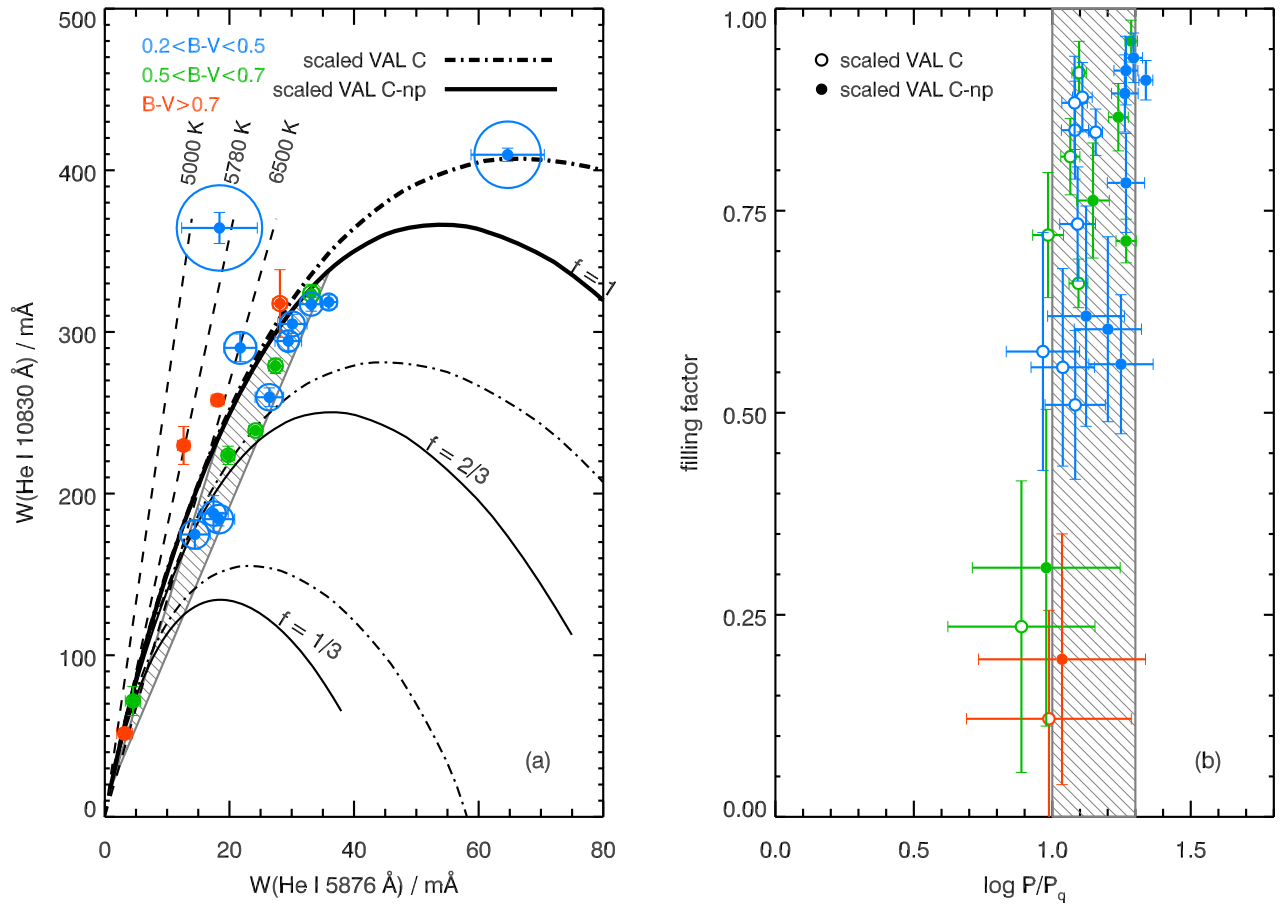 500
400
300
200
100
0
W(He I 10830 Å) / mÅ
0.2<B-V<0.5
0.5<B-V<0.7
B-V>0.7
scaled VAL C
scaled VAL C-np
5000 K
5780 K
6500 K
f = 1
f = 2/3
f = 1/3
(a)
0 20 40 60 80
W(He I 5876 Å) / mÅ
1.00
0.75
0.50
0.25
0.00
filling factor
scaled VAL C
scaled VAL C-np
(b)
0.0 0.5 1.0 1.5
log P/Pq